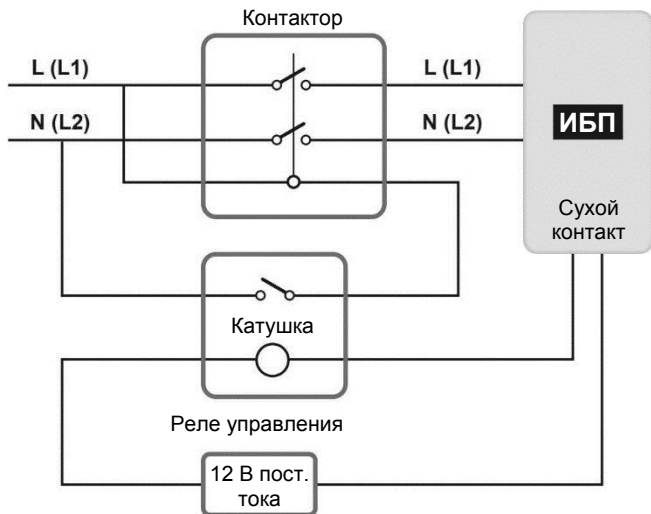 Контактор
L (L1)
L (L1)
N (L2)
N (L2)
ИБП
Сухой
контакт
Катушка
Реле управления
12 В пост.
тока